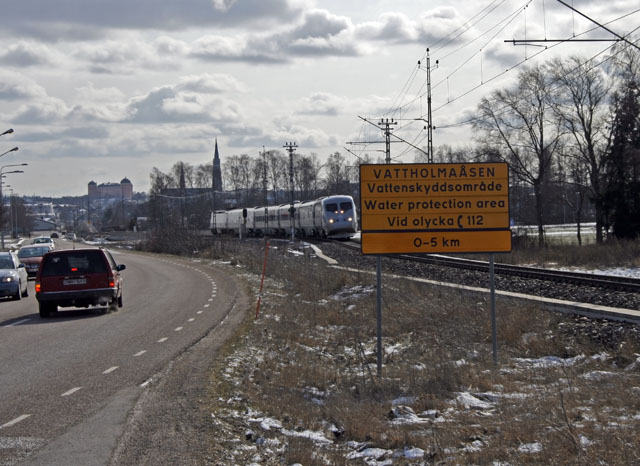 VATTHOLMAÅSEN
Vattenskyddsområde
Water protection area
Vid olycka 112
0-5 km